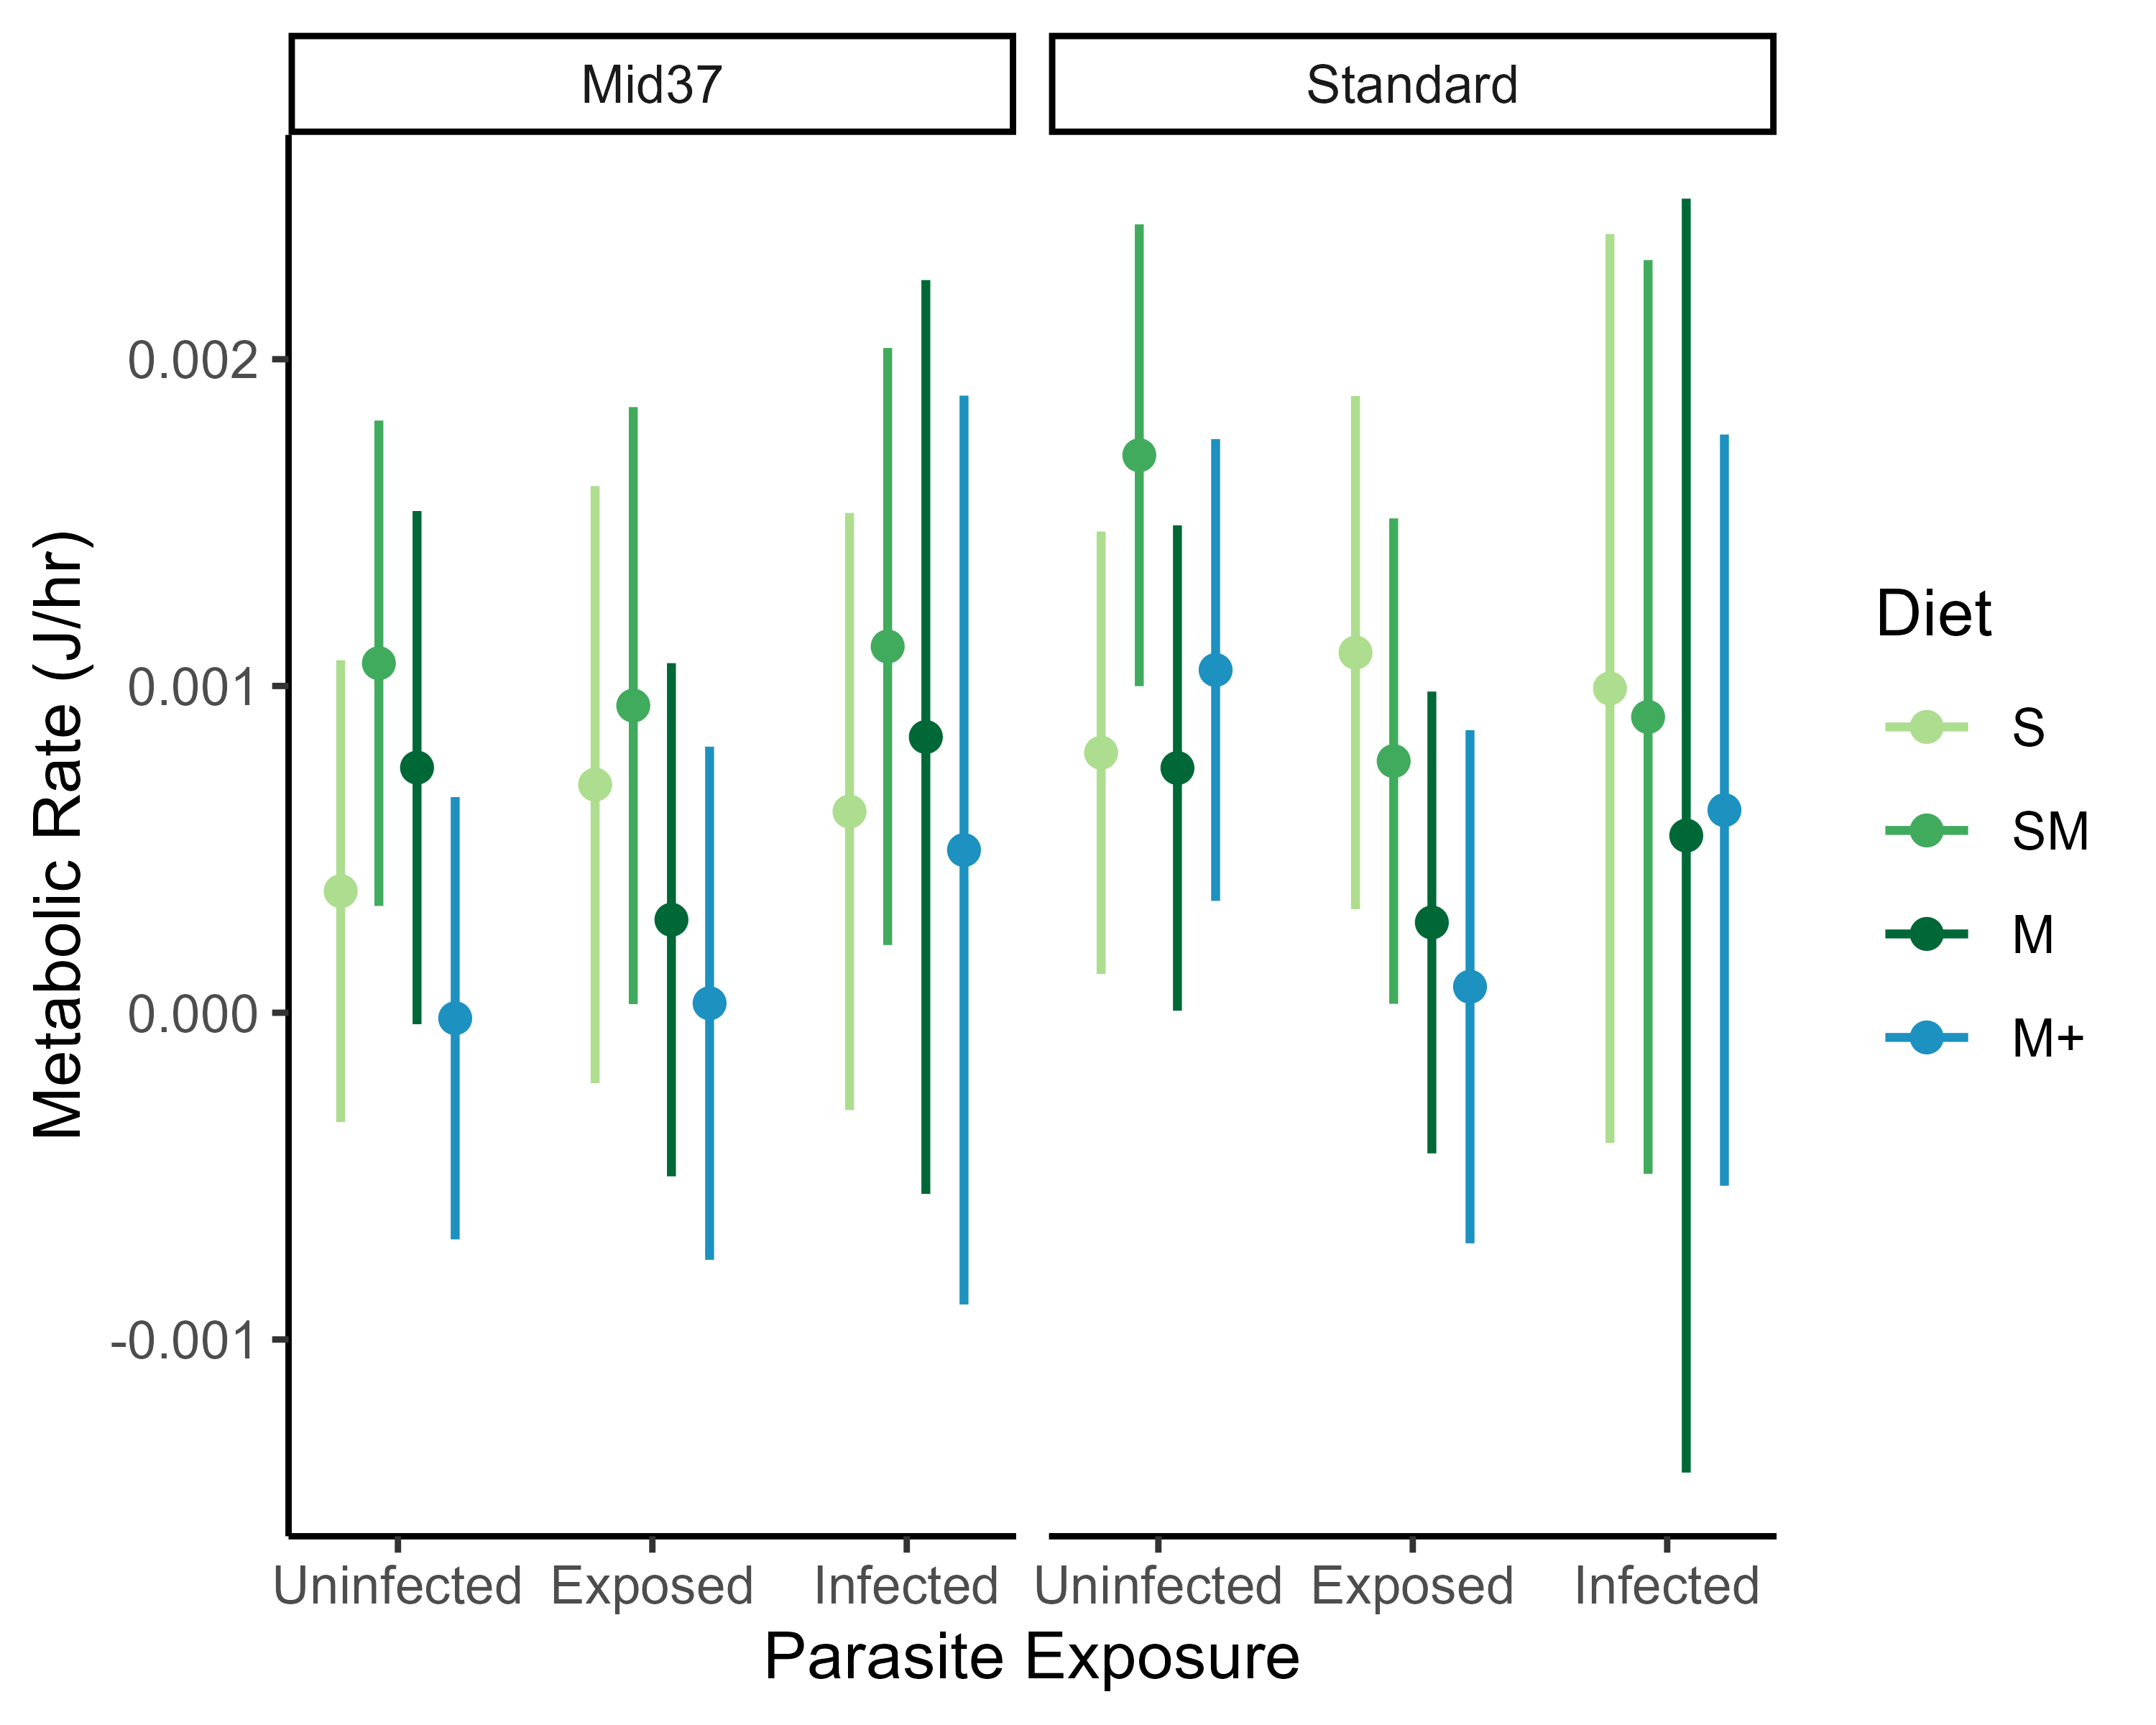 Mid37
Standard
Metabolic Rate (J/hr)
0.002
0.001
0.000
-0.001
Uninfected Exposed Infected Uninfected Exposed Infected
Parasite Exposure
Diet
S
SM
M
M+